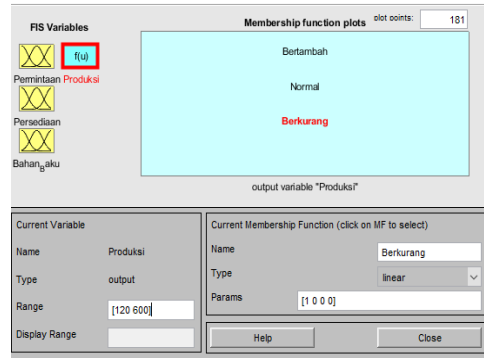 FIS Variables
Membership function plots
plot points:
181
f(u)
Permintaan Produksi
Persediaan
Bahan_Baku
Bertambah
Normal
Berkurang
output variable "Produksi"
Current Variable
Name
Produksi
Type
output
Range
[120 600]
Display Range
Current Membership Function (click on MF to select)
Name
Berkurang
Type
linear
Params
[1 0 0 0]
Help
Close